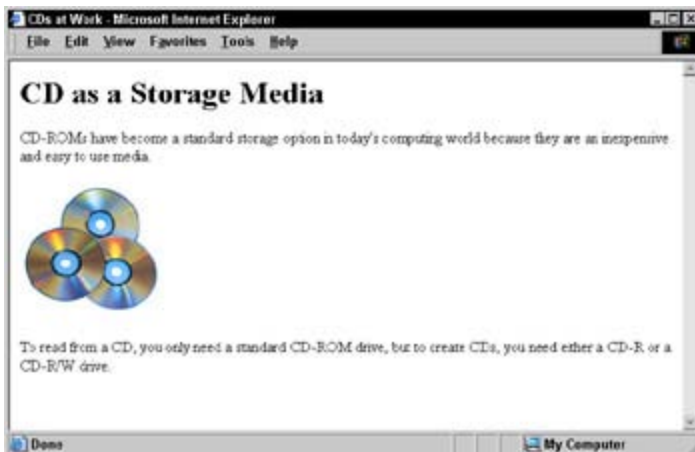 CDs at Work - Microsoft Internet Explorer
File Edit View Favorites Tools Help
CD as a Storage Media
CD-ROMs have become a standard storage option in today's computing world because they are an inexpensive
and easy to use media.
To read from a CD, you only need a standard CD-ROM drive, but to create CDs, you need either a CD-R or a
CD-R/W drive.
Done My Computer